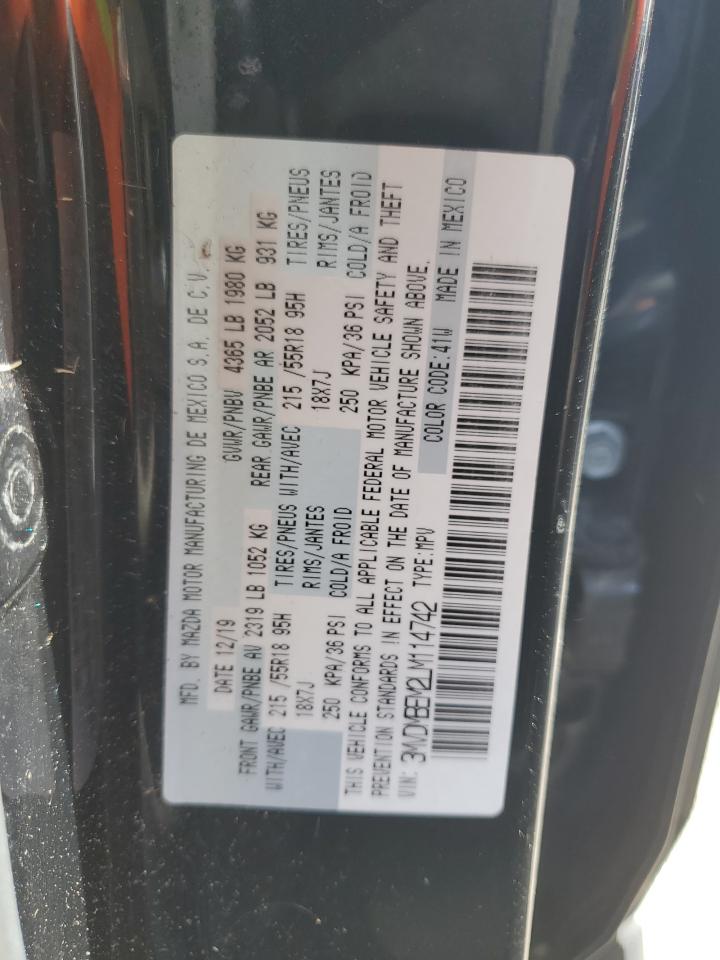 MFD. BY MAZDA MOTOR MANUFACTURING DE MEXICO S.A. DE C.V.
DATE 12/19 GVWR/PNBV 4365 LB 1980 KG
FRONT GAWR/PNBE AV 2319 LB 1052 KG REAR GAWR/PNBE AR 2052 LB 931 KG
WITH/AVEC 215 /55R18 95H TIRES/PNEUS WITH/AVEC 215 /55R18 95H TIRES/PNEUS
18X7J RIMS/JANTES 18X7J RIMS/JANTES
250 KPA/36 PSI COLD/A FROID 250 KPA/36 PSI COLD/A FROID
THIS VEHICLE CONFORMS TO ALL APPLICABLE FEDERAL MOTOR VEHICLE SAFETY AND THEFT
PREVENTION STANDARDS IN EFFECT ON THE DATE OF MANUFACTURE SHOWN ABOVE.
VIN: 3MVDMBEM2LM114742 TYPE:MPV COLOR CODE:41W MADE IN MEXICO